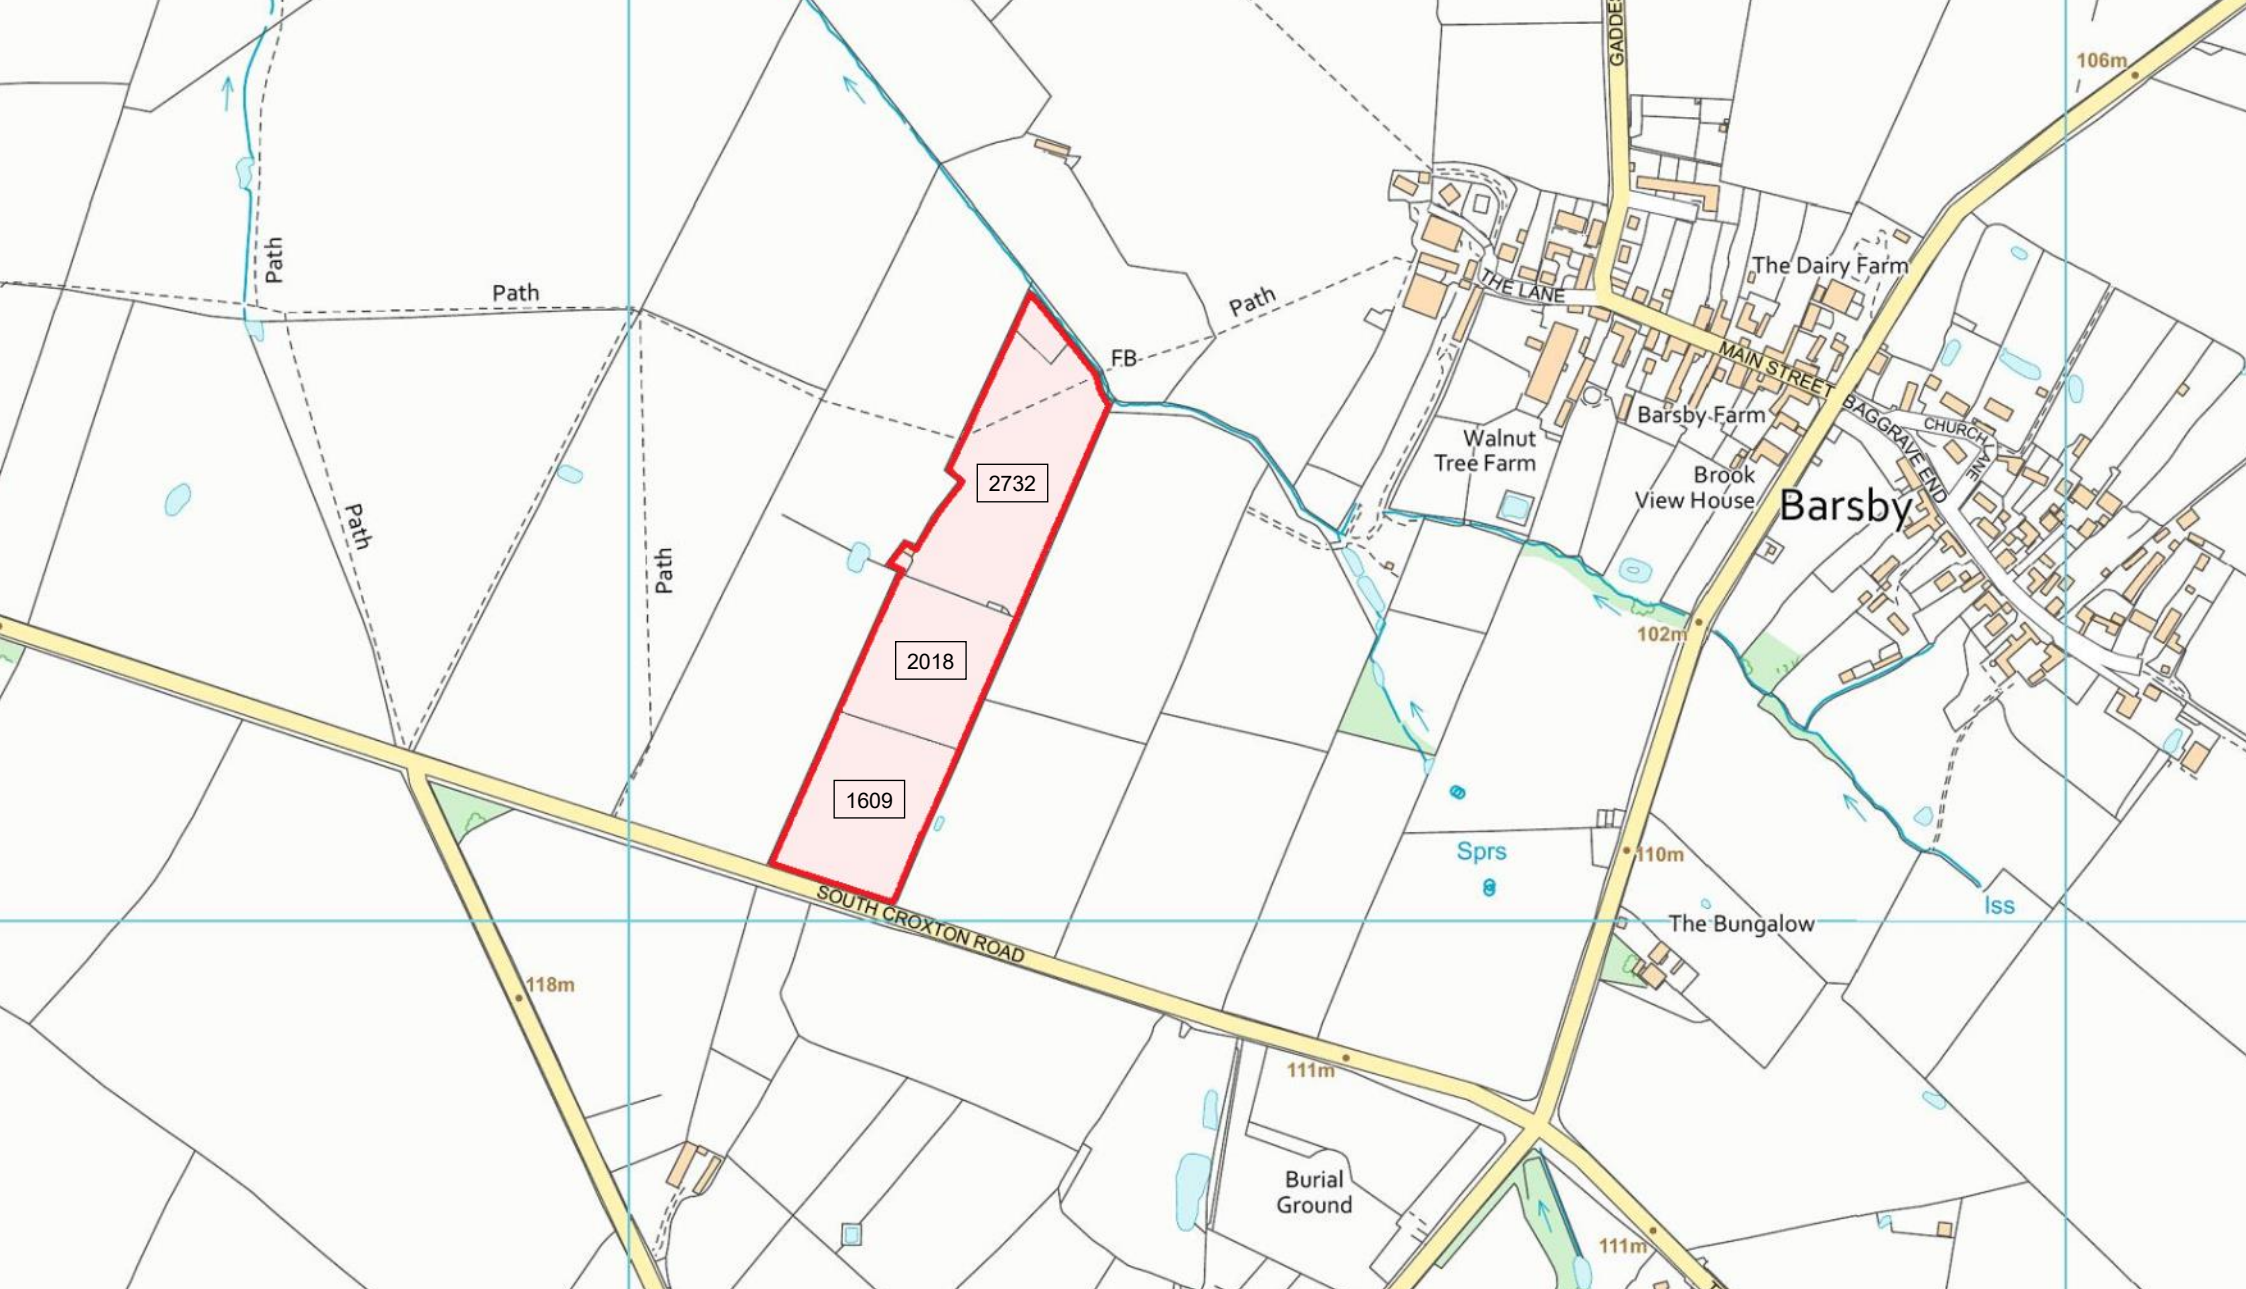 GADDES
106m
Path
Path
Path
The Dairy Farm
THE LANE
FB
MAIN STREET
BAGGRAVE END
CHURCH LANE
Barsby Farm
Walnut
Tree Farm
Brook
View House
Barsby
2732
Path
Path
2018
102m
1609
Sprs
110m
SOUTH CROXTON ROAD
The Bungalow
Iss
118m
111m
Burial
Ground
111m